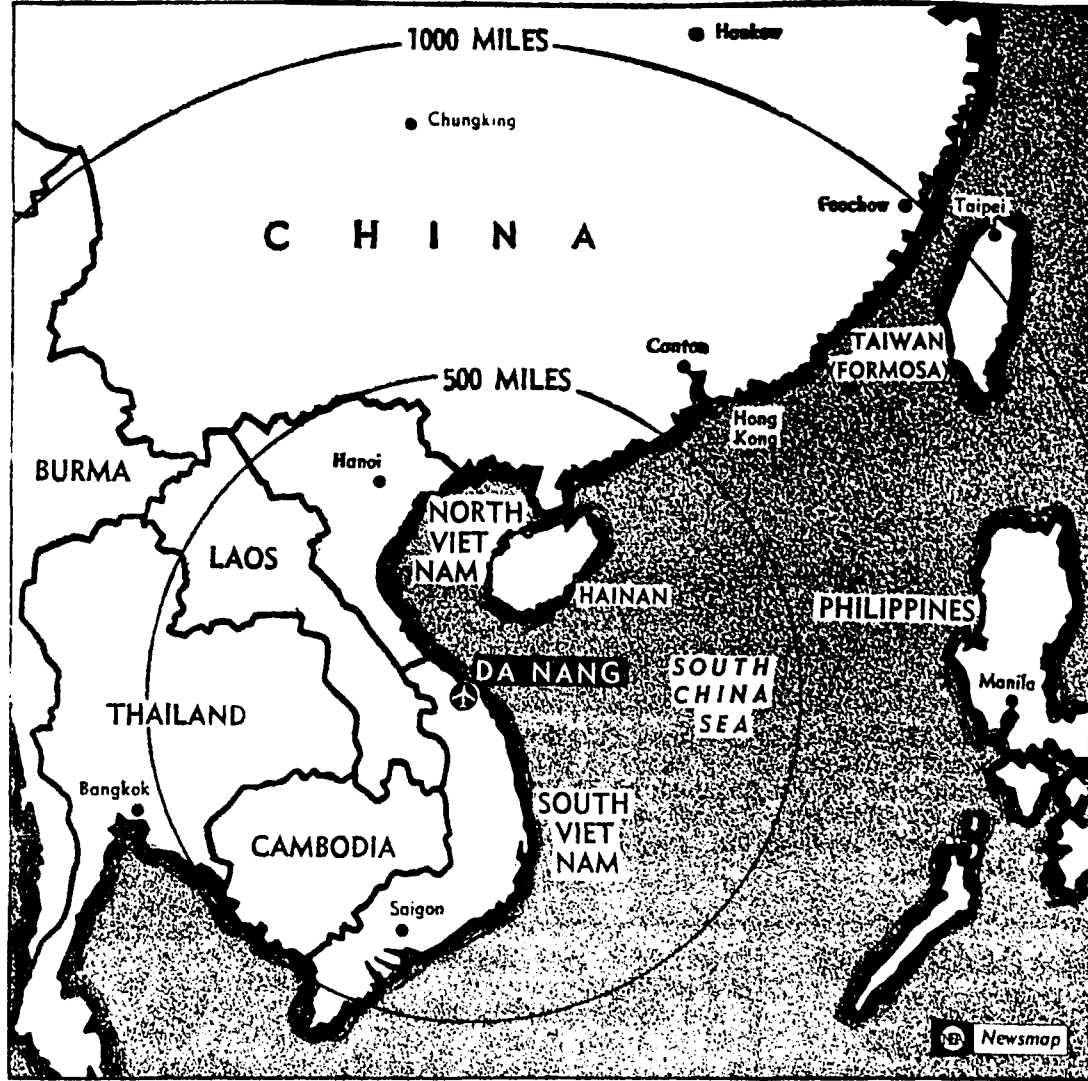 1000 MILES
Hankow
Chungking
Foochow
Taipei
CHINA
Canton
TAIWAN
(FORMOSA)
500 MILES
Hong
Kong
BURMA
Hanoi
NORTH
VIET
NAM
LAOS
HAINAN
PHILIPPINES
DA NANG
SOUTH
CHINA
SEA
Manila
THAILAND
Bangkok
SOUTH
VIET
NAM
CAMBODIA
Saigon
NEA Newsmap